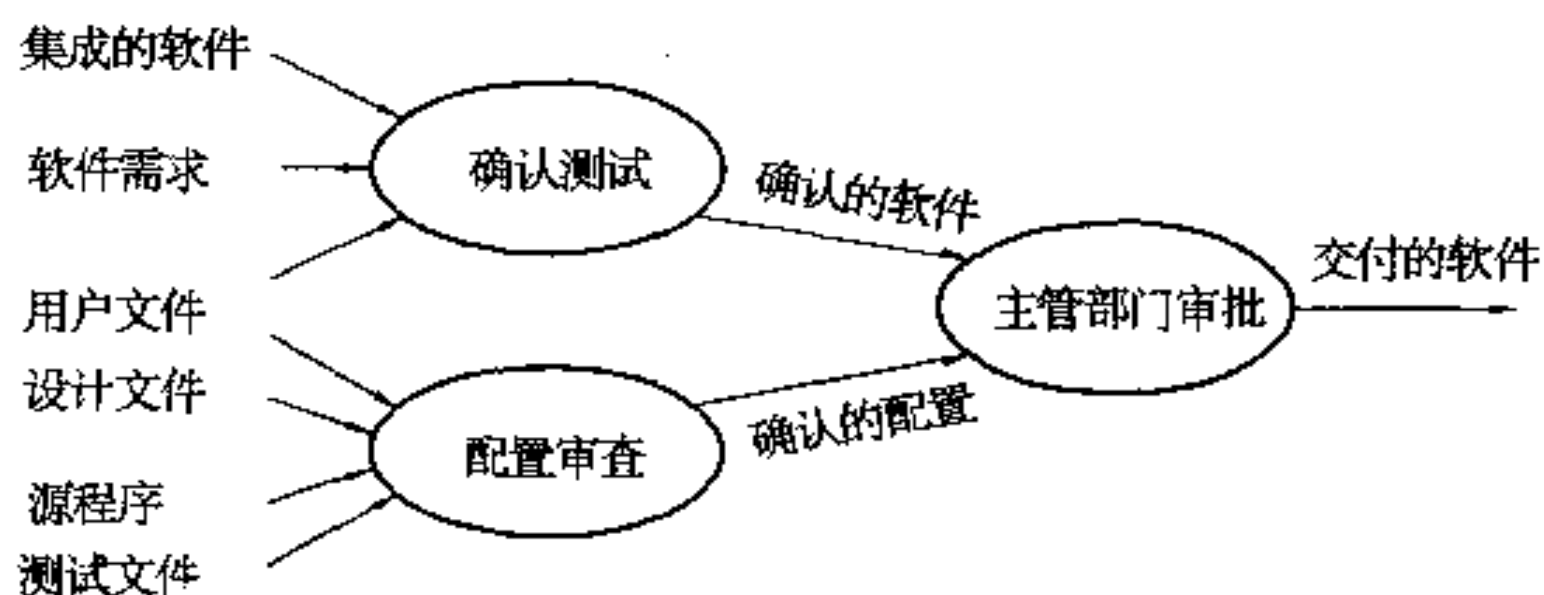 集成的软件
软件需求
用户文件
设计文件
源程序
测试文件
确认测试
配置审查
确认的软件
确认的配置
主管部门审批
交付的软件